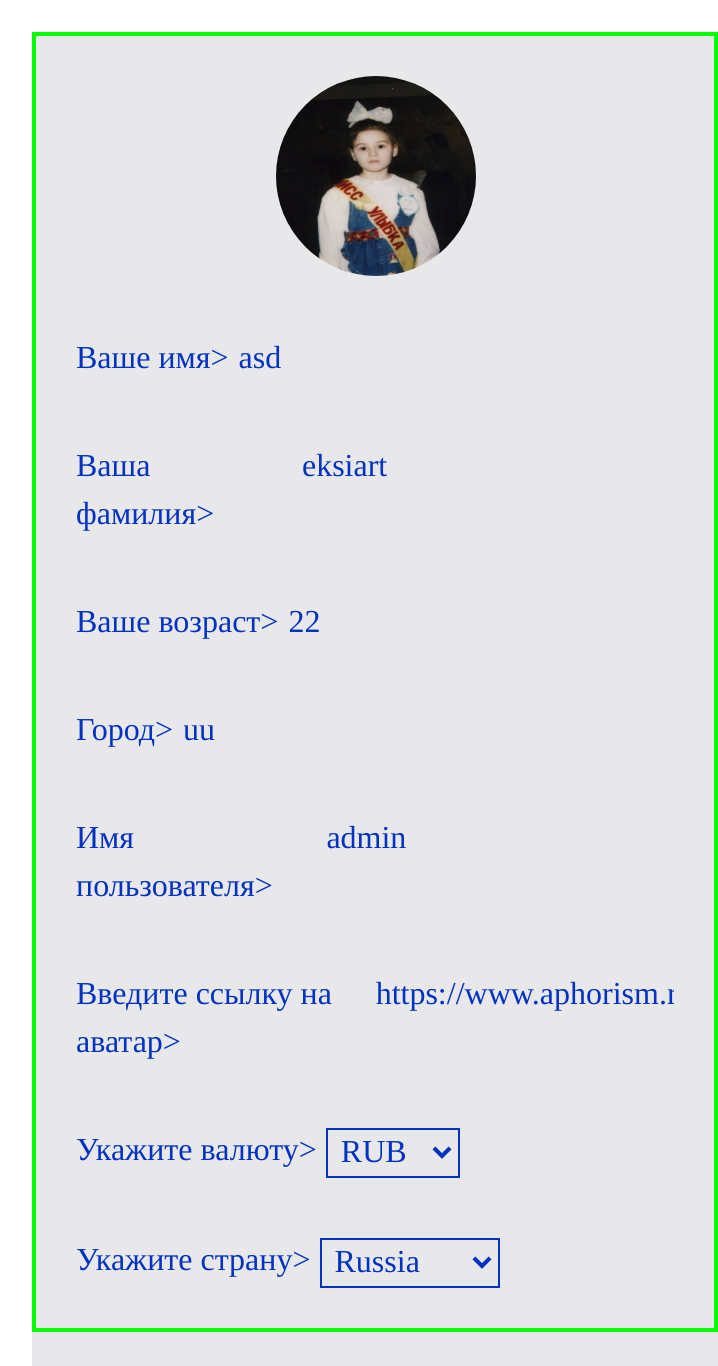 МИСС УЛЫБКА
Ваше имя> asd
Ваша eksiart
фамилия>
Ваше возраст> 22
Город> uu
Имя admin
пользователя>
Введите ссылку на https://www.aphorism.r
аватар>
Укажите валюту> RUB
Укажите страну> Russia